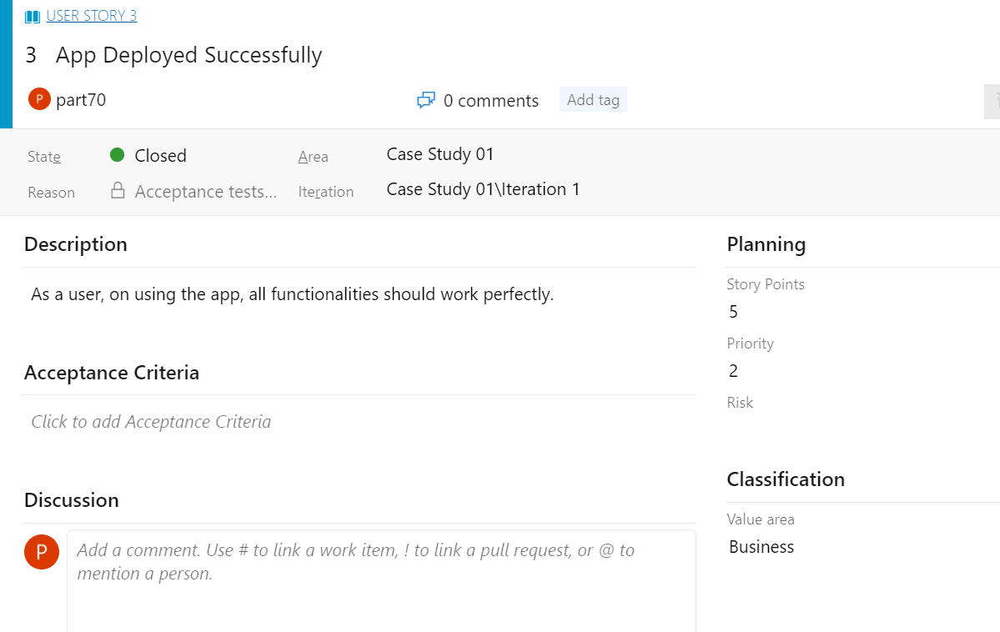 USER STORY 3
3 App Deployed Successfully
P part70 0 comments Add tag
State Closed Area Case Study 01
Reason Acceptance tests... Iteration Case Study 01\Iteration 1
Description
As a user, on using the app, all functionalities should work perfectly.
Acceptance Criteria
Click to add Acceptance Criteria
Discussion
P
Add a comment. Use # to link a work item, ! to link a pull request, or @ to
mention a person.
Planning
Story Points
5
Priority
2
Risk
Classification
Value area
Business